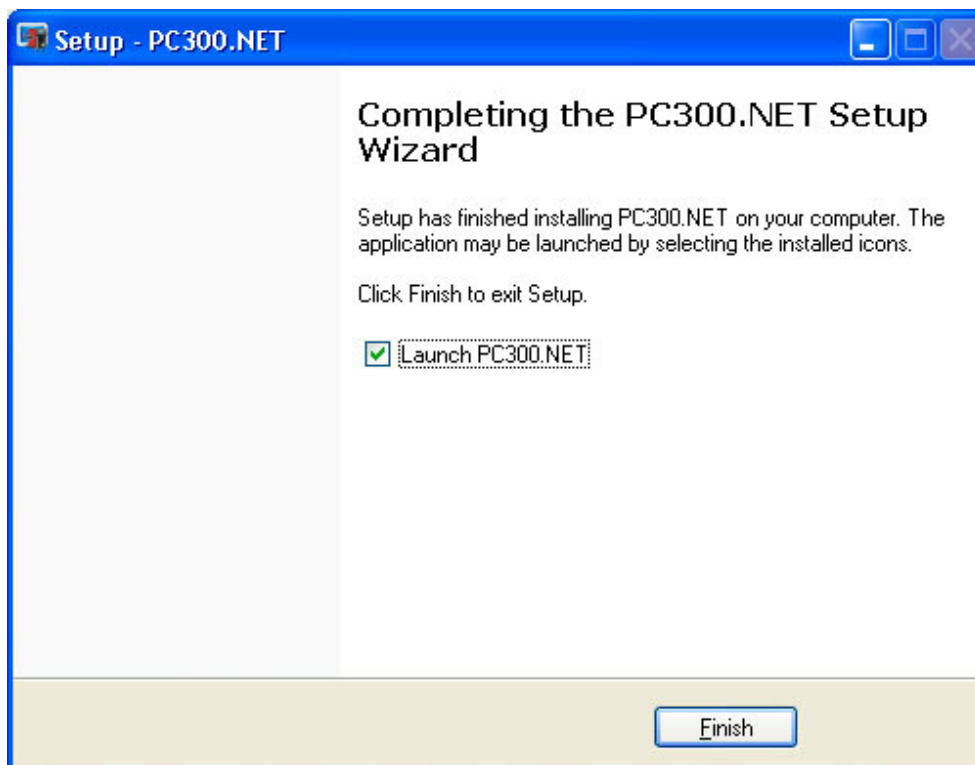 Setup - PC300.NET
Completing the PC300.NET Setup
Wizard
Setup has finished installing PC300.NET on your computer. The
application may be launched by selecting the installed icons.
Click Finish to exit Setup.
Launch PC300.NET
Finish